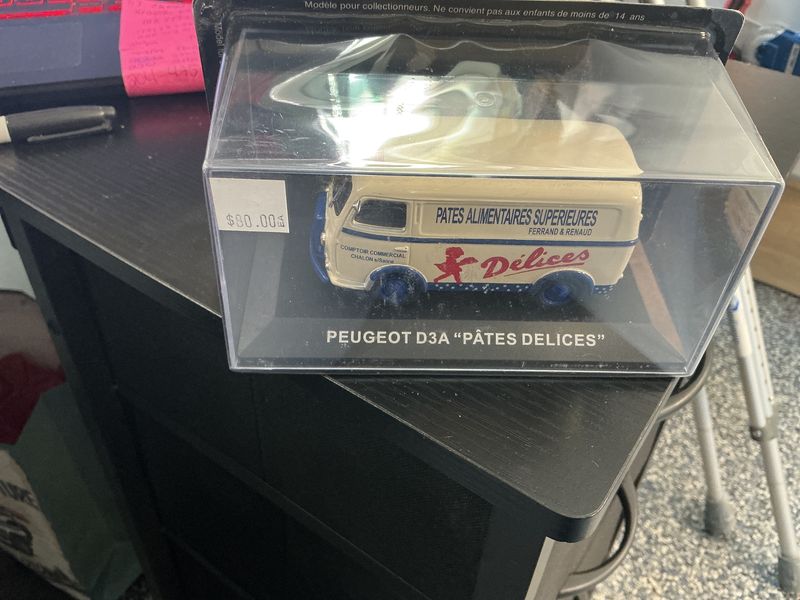 Modèle pour collectionneurs. Ne convient pas aux enfants de moins de 14 ans
$80.00
PATES ALIMENTAIRES SUPERIEURES
FERRAND & RENAUD
COMPTOIR COMMERCIAL
CHALON s/Saône
Délices
PEUGEOT D3A “PÂTES DELICES”